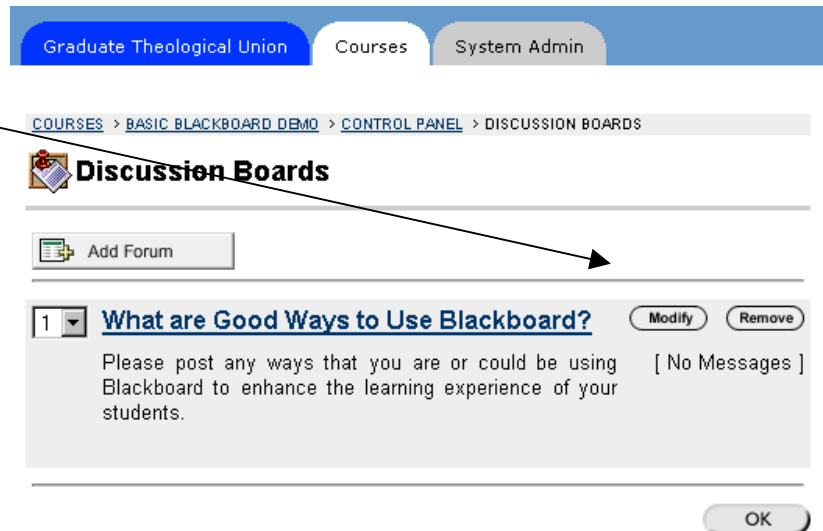 Graduate Theological Union Courses System Admin
COURSES > BASIC BLACKBOARD DEMO > CONTROL PANEL > DISCUSSION BOARDS
Discussion Boards
Add Forum
1 What are Good Ways to Use Blackboard? Modify Remove
Please post any ways that you are or could be using [ No Messages ]
Blackboard to enhance the learning experience of your
students.
OK